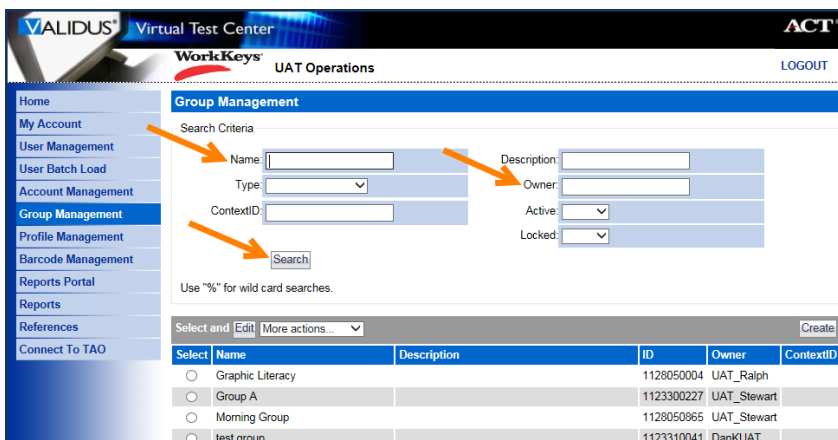 VALIDUS® Virtual Test Center ACT®
WorkKeys® UAT Operations LOGOUT
Home
My Account
User Management
User Batch Load
Account Management
Group Management
Profile Management
Barcode Management
Reports Portal
Reports
References
Connect To TAO
Group Management
Search Criteria
Name: Description:
Type: Owner:
ContextID: Active:
Locked:
Search
Use "%" for wild card searches.
Select and Edit More actions... Create
Select Name Description ID Owner ContextID
Graphic Literacy 1128050004 UAT_Ralph
Group A 1123300227 UAT_Stewart
Morning Group 1128050865 UAT_Stewart
test group 1123310041 DanKUAT